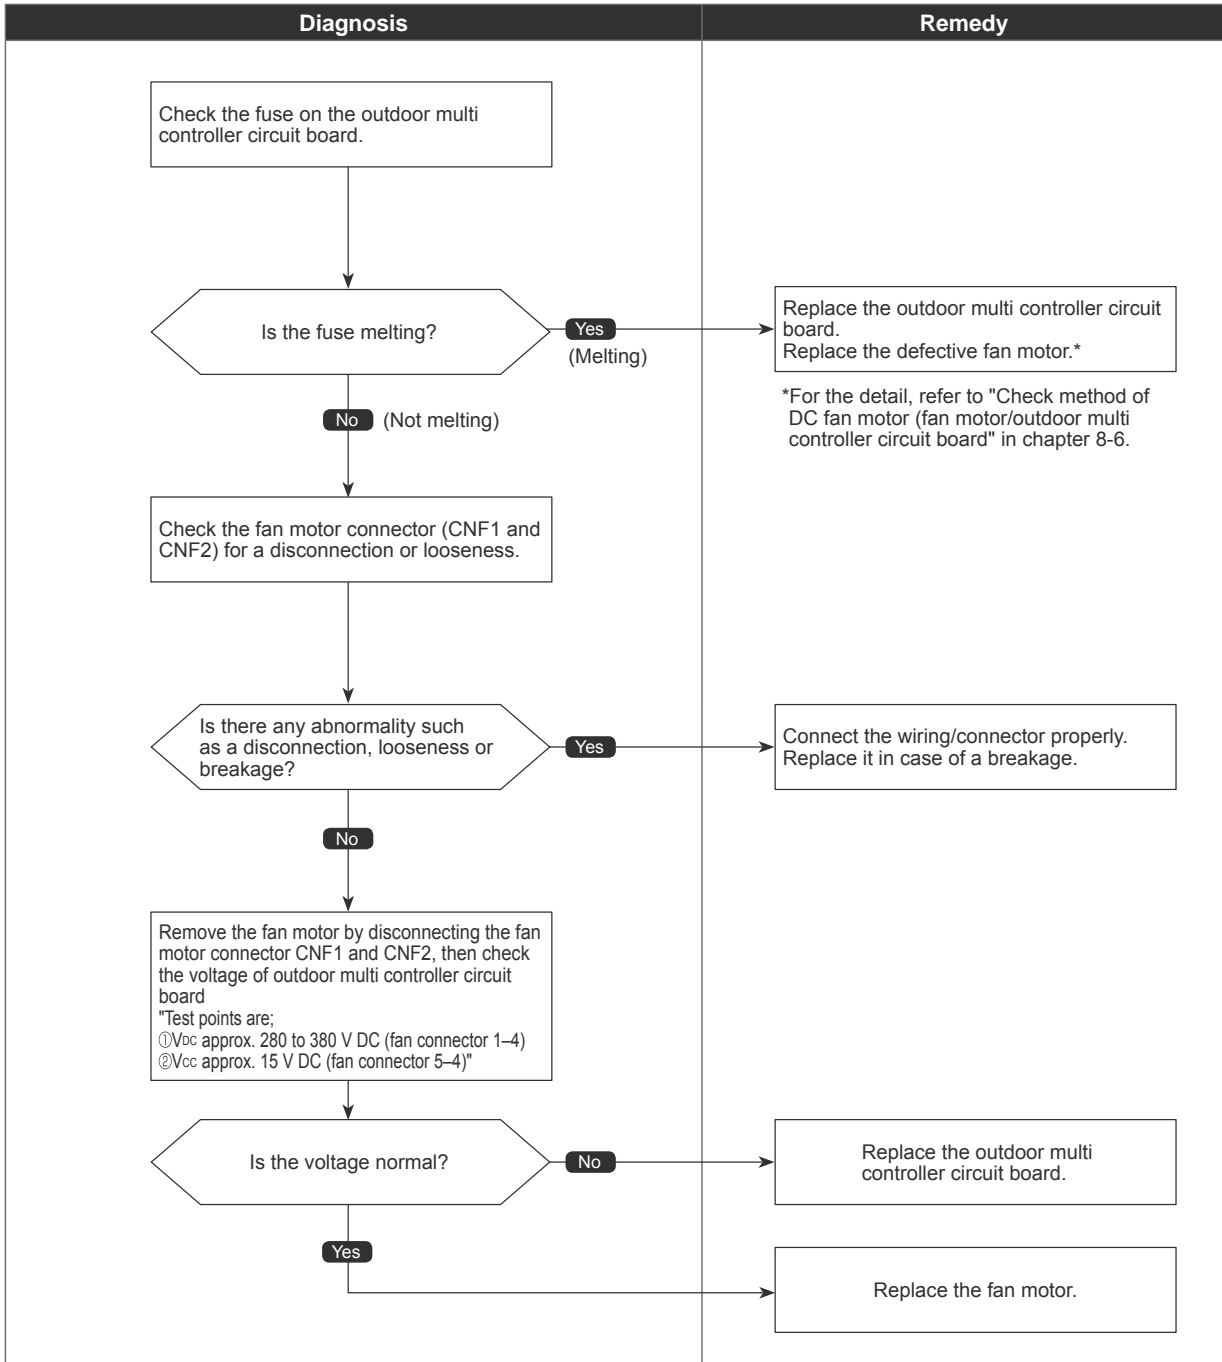 Diagnosis
Remedy
Check the fuse on the outdoor multi
controller circuit board.
Is the fuse melting?
Yes
(Melting)
Replace the outdoor multi controller circuit
board.
Replace the defective fan motor.*
*For the detail, refer to "Check method of
DC fan motor (fan motor/outdoor multi
controller circuit board" in chapter 8-6.
No (Not melting)
Check the fan motor connector (CNF1 and
CNF2) for a disconnection or looseness.
Is there any abnormality such
as a disconnection, looseness or
breakage?
Yes
Connect the wiring/connector properly.
Replace it in case of a breakage.
No
Remove the fan motor by disconnecting the fan
motor connector CNF1 and CNF2, then check
the voltage of outdoor multi controller circuit
board
"Test points are;
①VDC approx. 280 to 380 V DC (fan connector 1–4)
②Vcc approx. 15 V DC (fan connector 5–4)"
Is the voltage normal?
No
Replace the outdoor multi
controller circuit board.
Yes
Replace the fan motor.